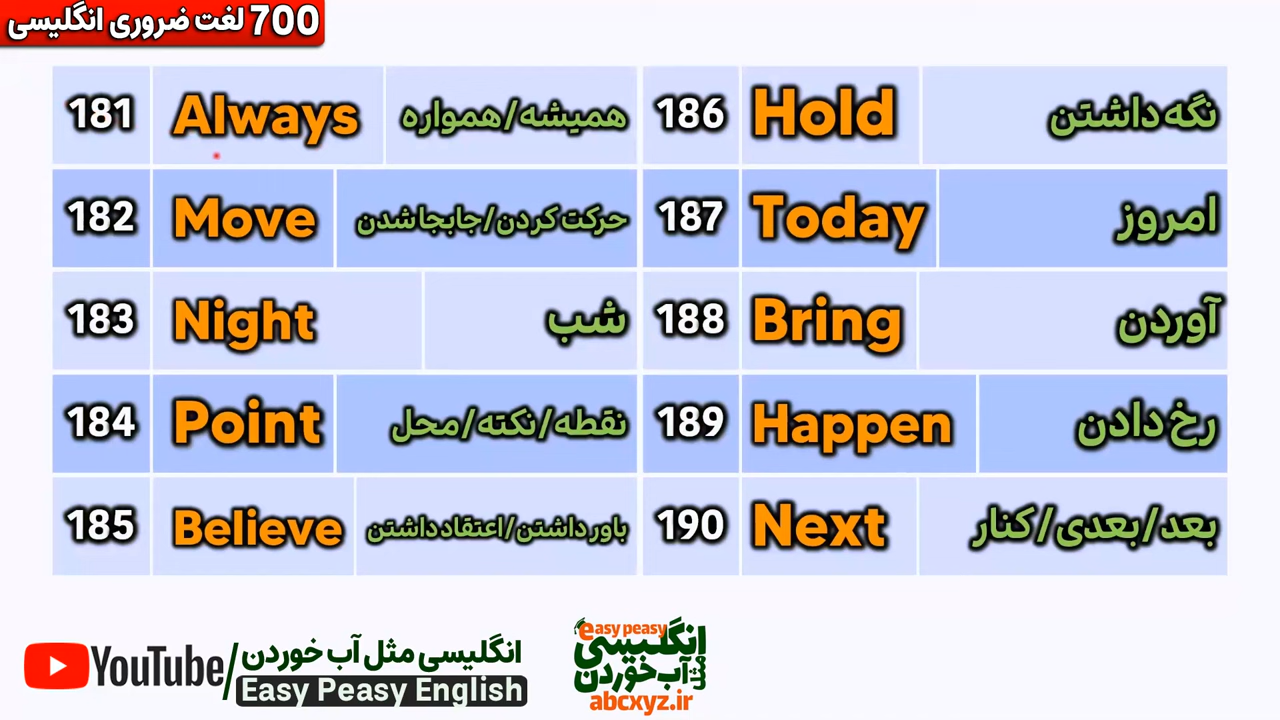 700 لغت ضروری انگلیسی
181 Always همیشه/همواره
186 Hold نگه داشتن
182 Move حرکت کردن/جابجا شدن
187 Today امروز
183 Night شب
188 Bring آوردن
184 Point نقطه/نکته/محل
189 Happen رخ دادن
185 Believe باور داشتن/اعتقاد داشتن
190 Next بعد/بعدی/کنار
YouTube/انگلیسی مثل آب خوردن
Easy Peasy English
easy peasy
انگلیسی
مثل آب خوردن
abcxyz.ir